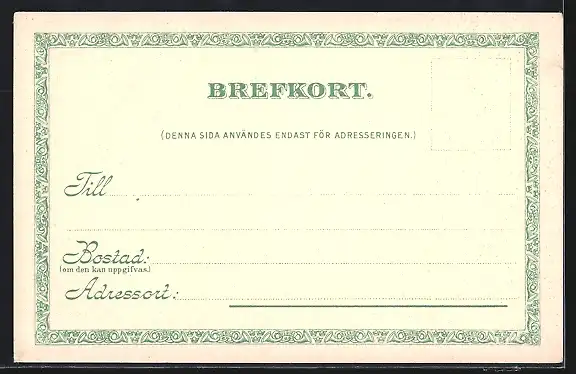 BREFKORT.
(DENNA SIDA ANVÄNDES ENDAST FÖR ADRESSERINGEN.)
Till
Bostad:
(om den kan uppgifvas.)
Adressort: